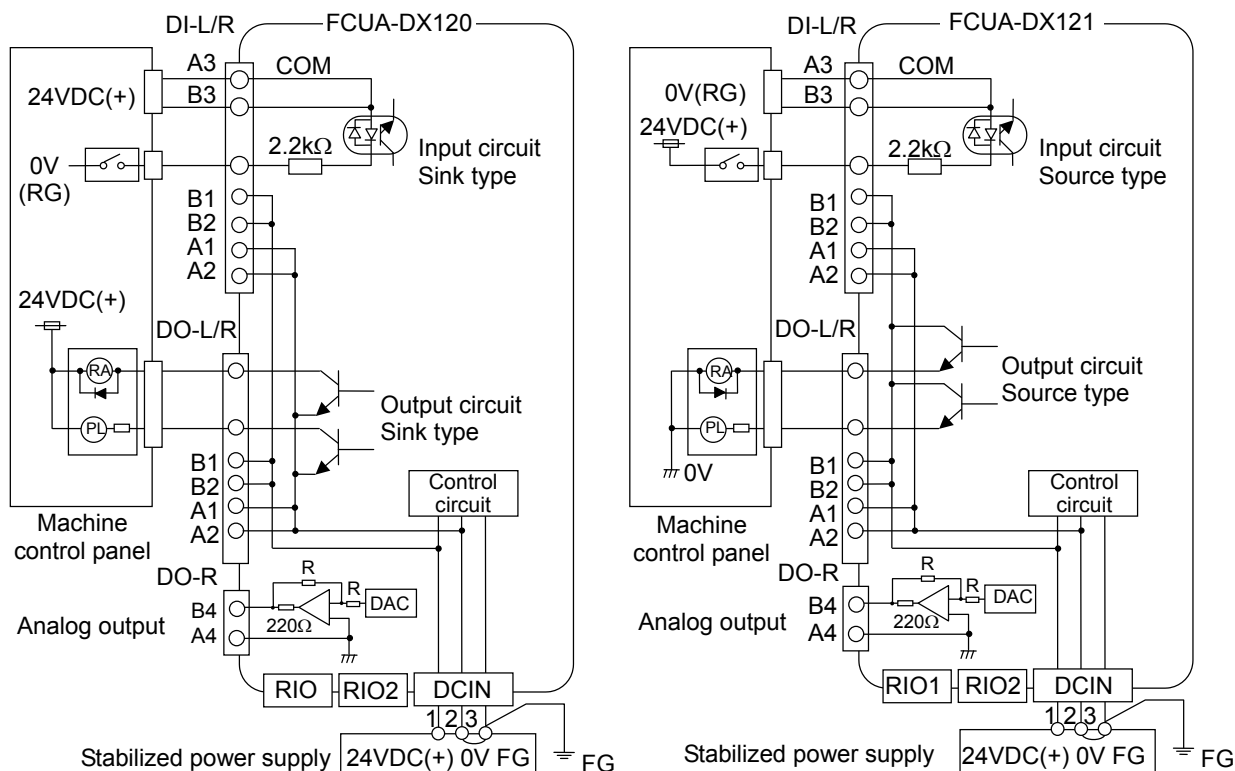 DI-L/R
FCUA-DX120
A3
COM
24VDC(+)
B3
2.2kΩ
Input circuit
Sink type
0V
(RG)
B1
B2
A1
A2
24VDC(+)
DO-L/R
RA
PL
Output circuit
Sink type
B1
B2
A1
A2
Control
circuit
Machine
control panel
DO-R
R
R
DAC
B4
220Ω
A4
Analog output
RIO
RIO2
DCIN
1 2 3
Stabilized power supply
24VDC(+) 0V FG
FG
DI-L/R
FCUA-DX121
A3
COM
0V(RG)
B3
24VDC(+)
2.2kΩ
Input circuit
Source type
B1
B2
A1
A2
DO-L/R
RA
PL
Output circuit
Source type
0V
B1
B2
A1
A2
Control
circuit
Machine
control panel
DO-R
R
R
DAC
B4
220Ω
A4
Analog output
RIO1
RIO2
DCIN
1 2 3
Stabilized power supply
24VDC(+) 0V FG
FG